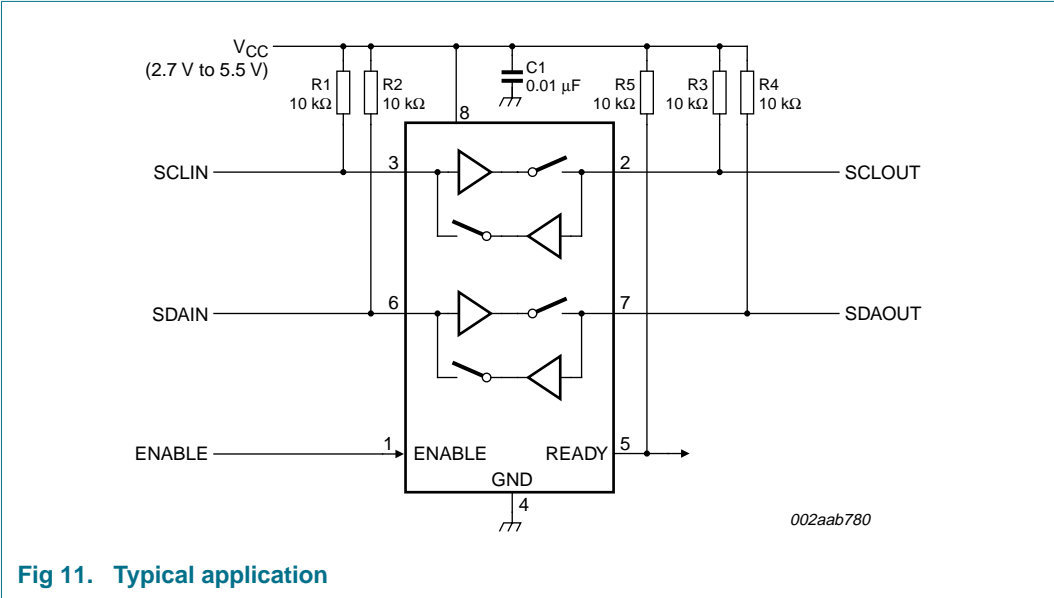 VCC
(2.7 V to 5.5 V)
R1
10 kΩ
R2
10 kΩ
C1
0.01 μF
R5
10 kΩ
R3
10 kΩ
R4
10 kΩ
8
SCLIN
3
2
SCLOUT
SDAIN
6
7
SDAOUT
ENABLE
1
ENABLE
READY
5
GND
4
002aab780
Fig 11. Typical application